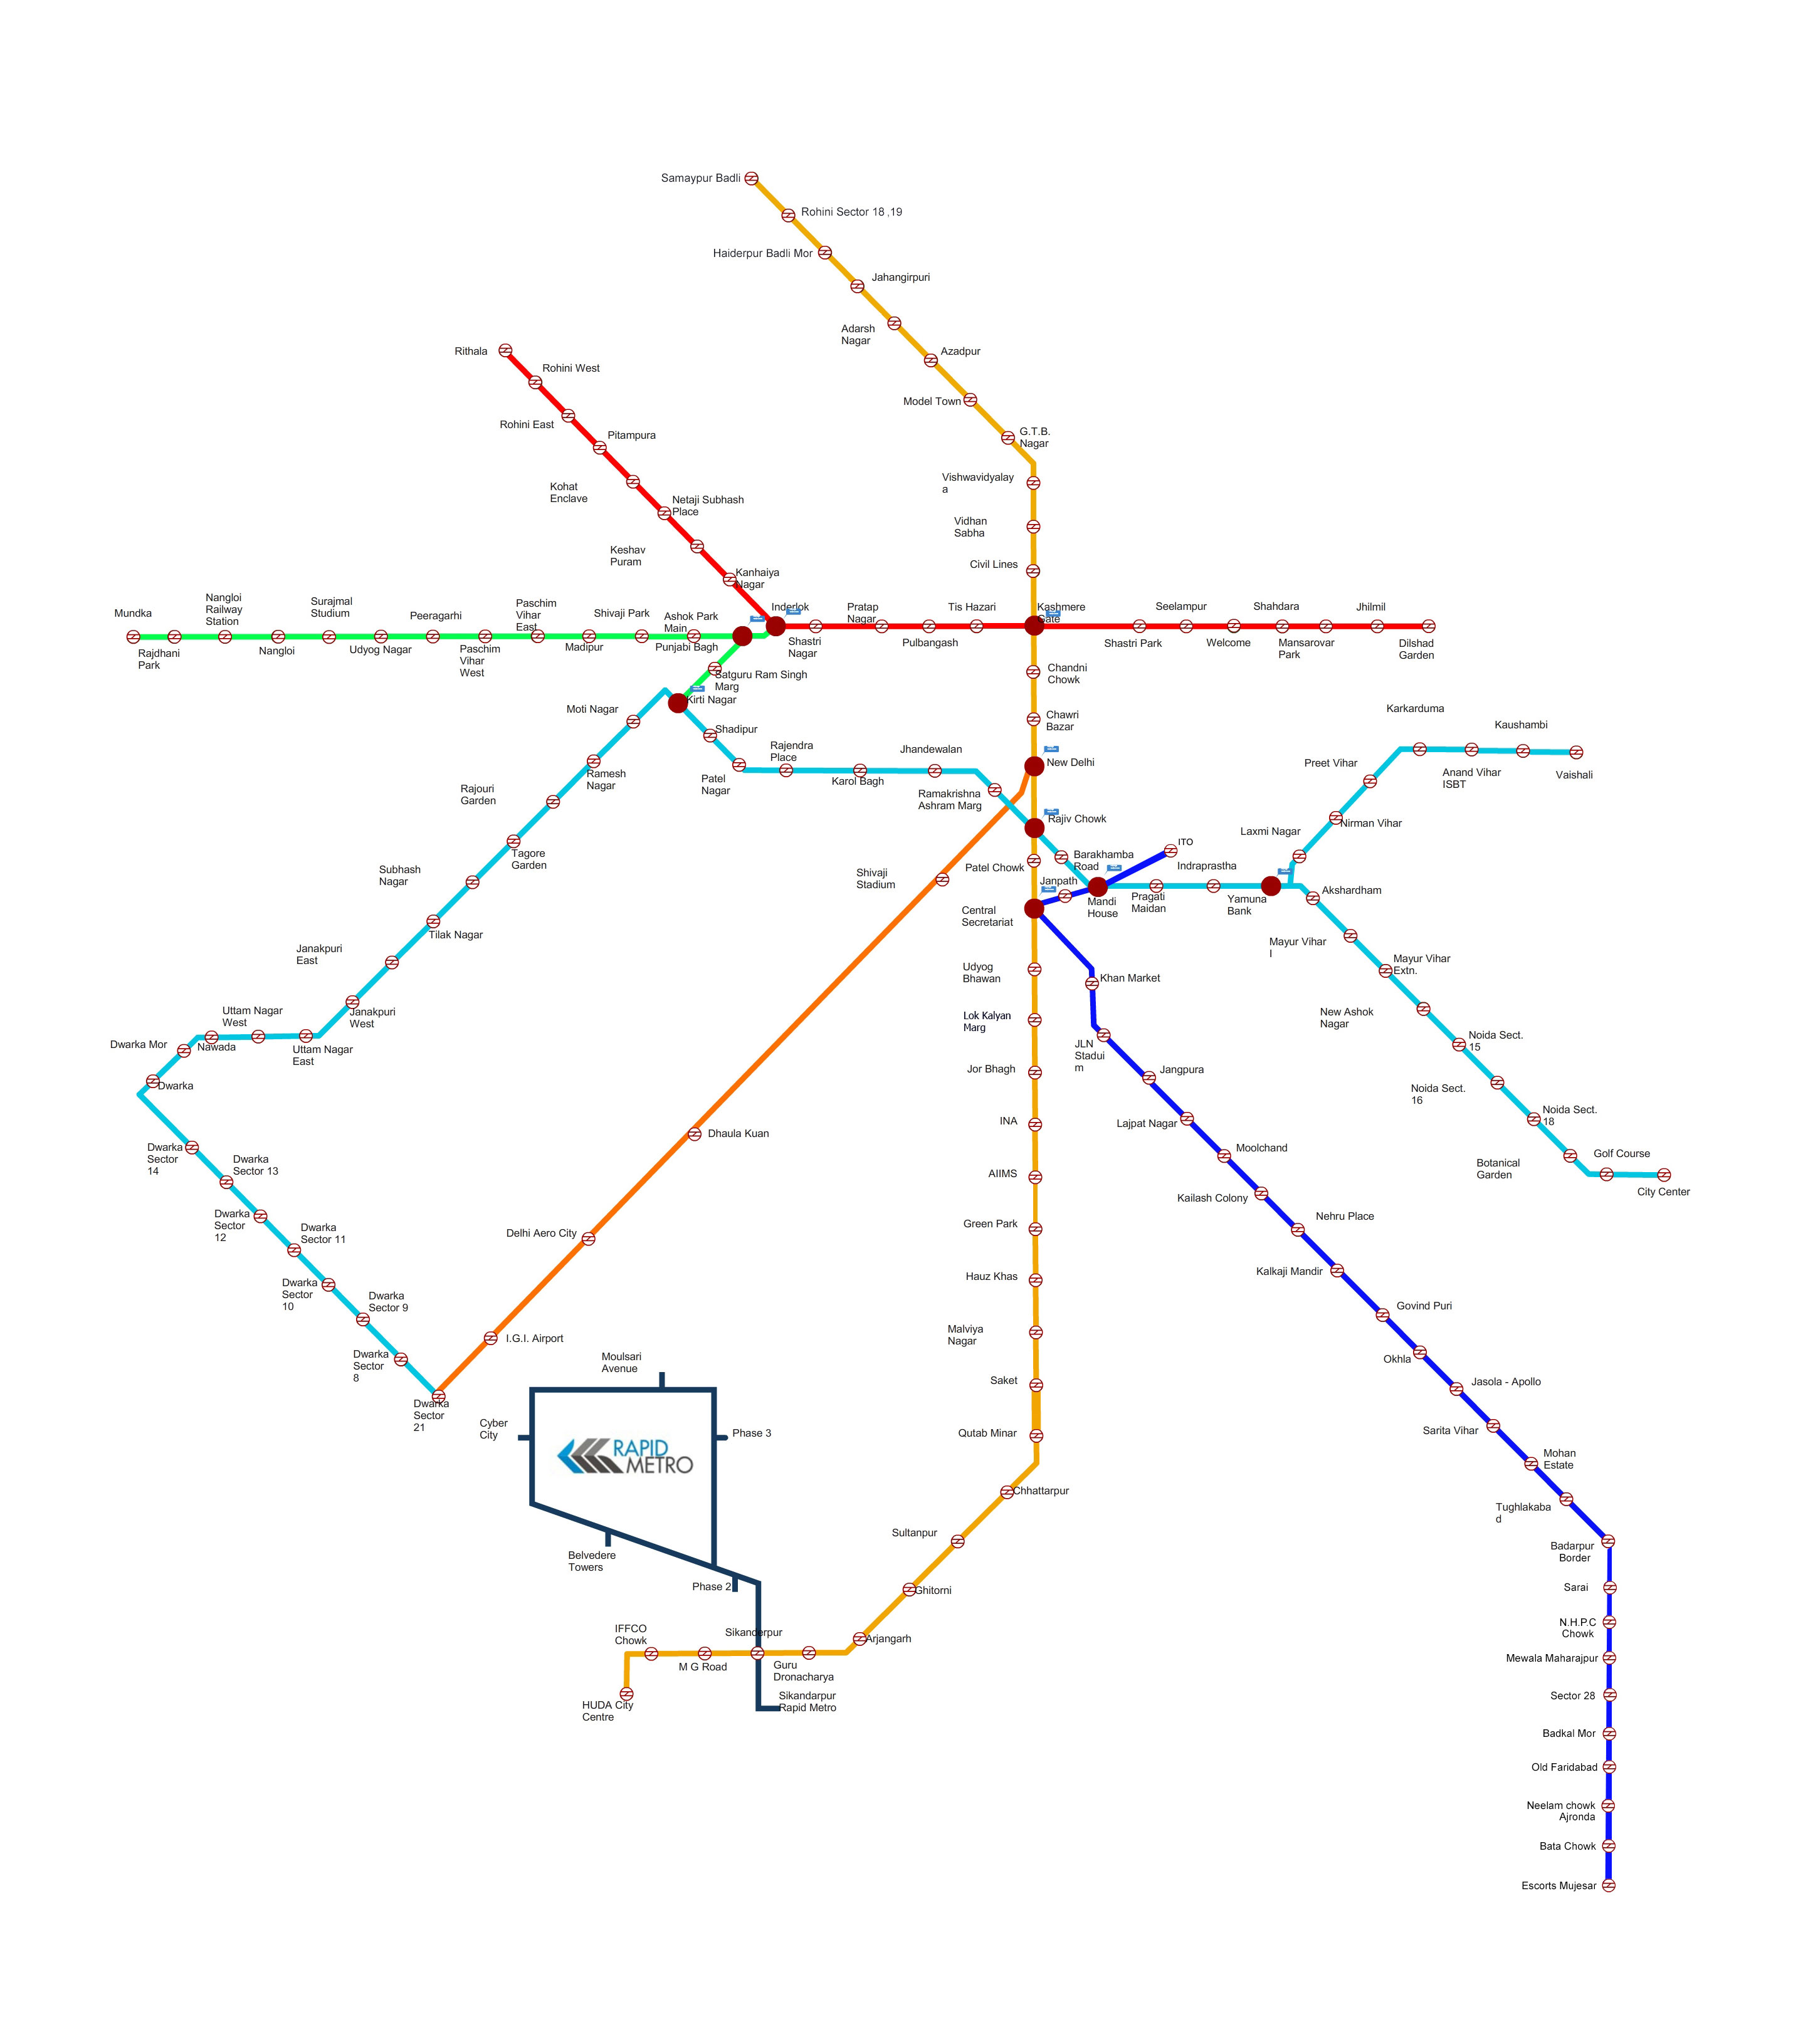 Samaypur Badli
Rohini Sector 18 ,19
Haiderpur Badli Mor
Jahangirpuri
Adarsh
Nagar
Azadpur
Model Town
G.T.B.
Nagar
Vishwavidyalay
a
Vidhan
Sabha
Civil Lines
Rithala
Rohini West
Rohini East
Pitampura
Kohat
Enclave
Netaji Subhash
Place
Keshav
Puram
Kanhaiya
Nagar
Inderlok
Shastri
Nagar
Pratap
Nagar
Pulbangash
Tis Hazari
Kashmere
Gate
Shastri Park
Seelampur
Welcome
Shahdara
Mansarovar
Park
Jhilmil
Dilshad
Garden
Mundka
Rajdhani
Park
Nangloi
Railway
Station
Nangloi
Surajmal
Studium
Udyog Nagar
Peeragarhi
Paschim
Vihar
West
Paschim
Vihar
East
Madipur
Shivaji Park
Punjabi Bagh
Ashok Park
Main
Satguru Ram Singh
Marg
Kirti Nagar
Chandni
Chowk
Chawri
Bazar
New Delhi
Rajiv Chowk
Patel Chowk
Central
Secretariat
Moti Nagar
Ramesh
Nagar
Rajouri
Garden
Tagore
Garden
Subhash
Nagar
Tilak Nagar
Janakpuri
East
Janakpuri
West
Uttam Nagar
East
Uttam Nagar
West
Nawada
Dwarka Mor
Dwarka
Dwarka
Sector
14
Dwarka
Sector 13
Dwarka
Sector
12
Dwarka
Sector 11
Dwarka
Sector
10
Dwarka
Sector 9
Dwarka
Sector
8
Dwarka
Sector
21
Shadipur
Patel
Nagar
Rajendra
Place
Karol Bagh
Jhandewalan
Ramakrishna
Ashram Marg
Barakhamba
Road
Janpath
Mandi
House
ITO
Pragati
Maidan
Indraprastha
Yamuna
Bank
Laxmi Nagar
Nirman Vihar
Preet Vihar
Karkarduma
Anand Vihar
ISBT
Kaushambi
Vaishali
Akshardham
Mayur Vihar
I
Mayur Vihar
Extn.
New Ashok
Nagar
Noida Sect.
15
Noida Sect.
16
Noida Sect.
18
Botanical
Garden
Golf Course
City Center
Shivaji
Stadium
Dhaula Kuan
Delhi Aero City
I.G.I. Airport
Udyog
Bhawan
Lok Kalyan
Marg
Jor Bhagh
INA
AIIMS
Green Park
Hauz Khas
Malviya
Nagar
Saket
Qutab Minar
Chhattarpur
Sultanpur
Ghitorni
Arjangarh
Guru
Dronacharya
Sikanderpur
M G Road
IFFCO
Chowk
HUDA City
Centre
Khan Market
JLN
Stadui
m
Jangpura
Lajpat Nagar
Moolchand
Kailash Colony
Nehru Place
Kalkaji Mandir
Govind Puri
Okhla
Jasola - Apollo
Sarita Vihar
Mohan
Estate
Tughlakaba
d
Badarpur
Border
Sarai
N.H.P.C
Chowk
Mewala Maharajpur
Sector 28
Badkal Mor
Old Faridabad
Neelam chowk
Ajronda
Bata Chowk
Escorts Mujesar
Moulsari
Avenue
Cyber
City
Phase 3
RAPID
METRO
Belvedere
Towers
Phase 2
Sikandarpur
Rapid Metro